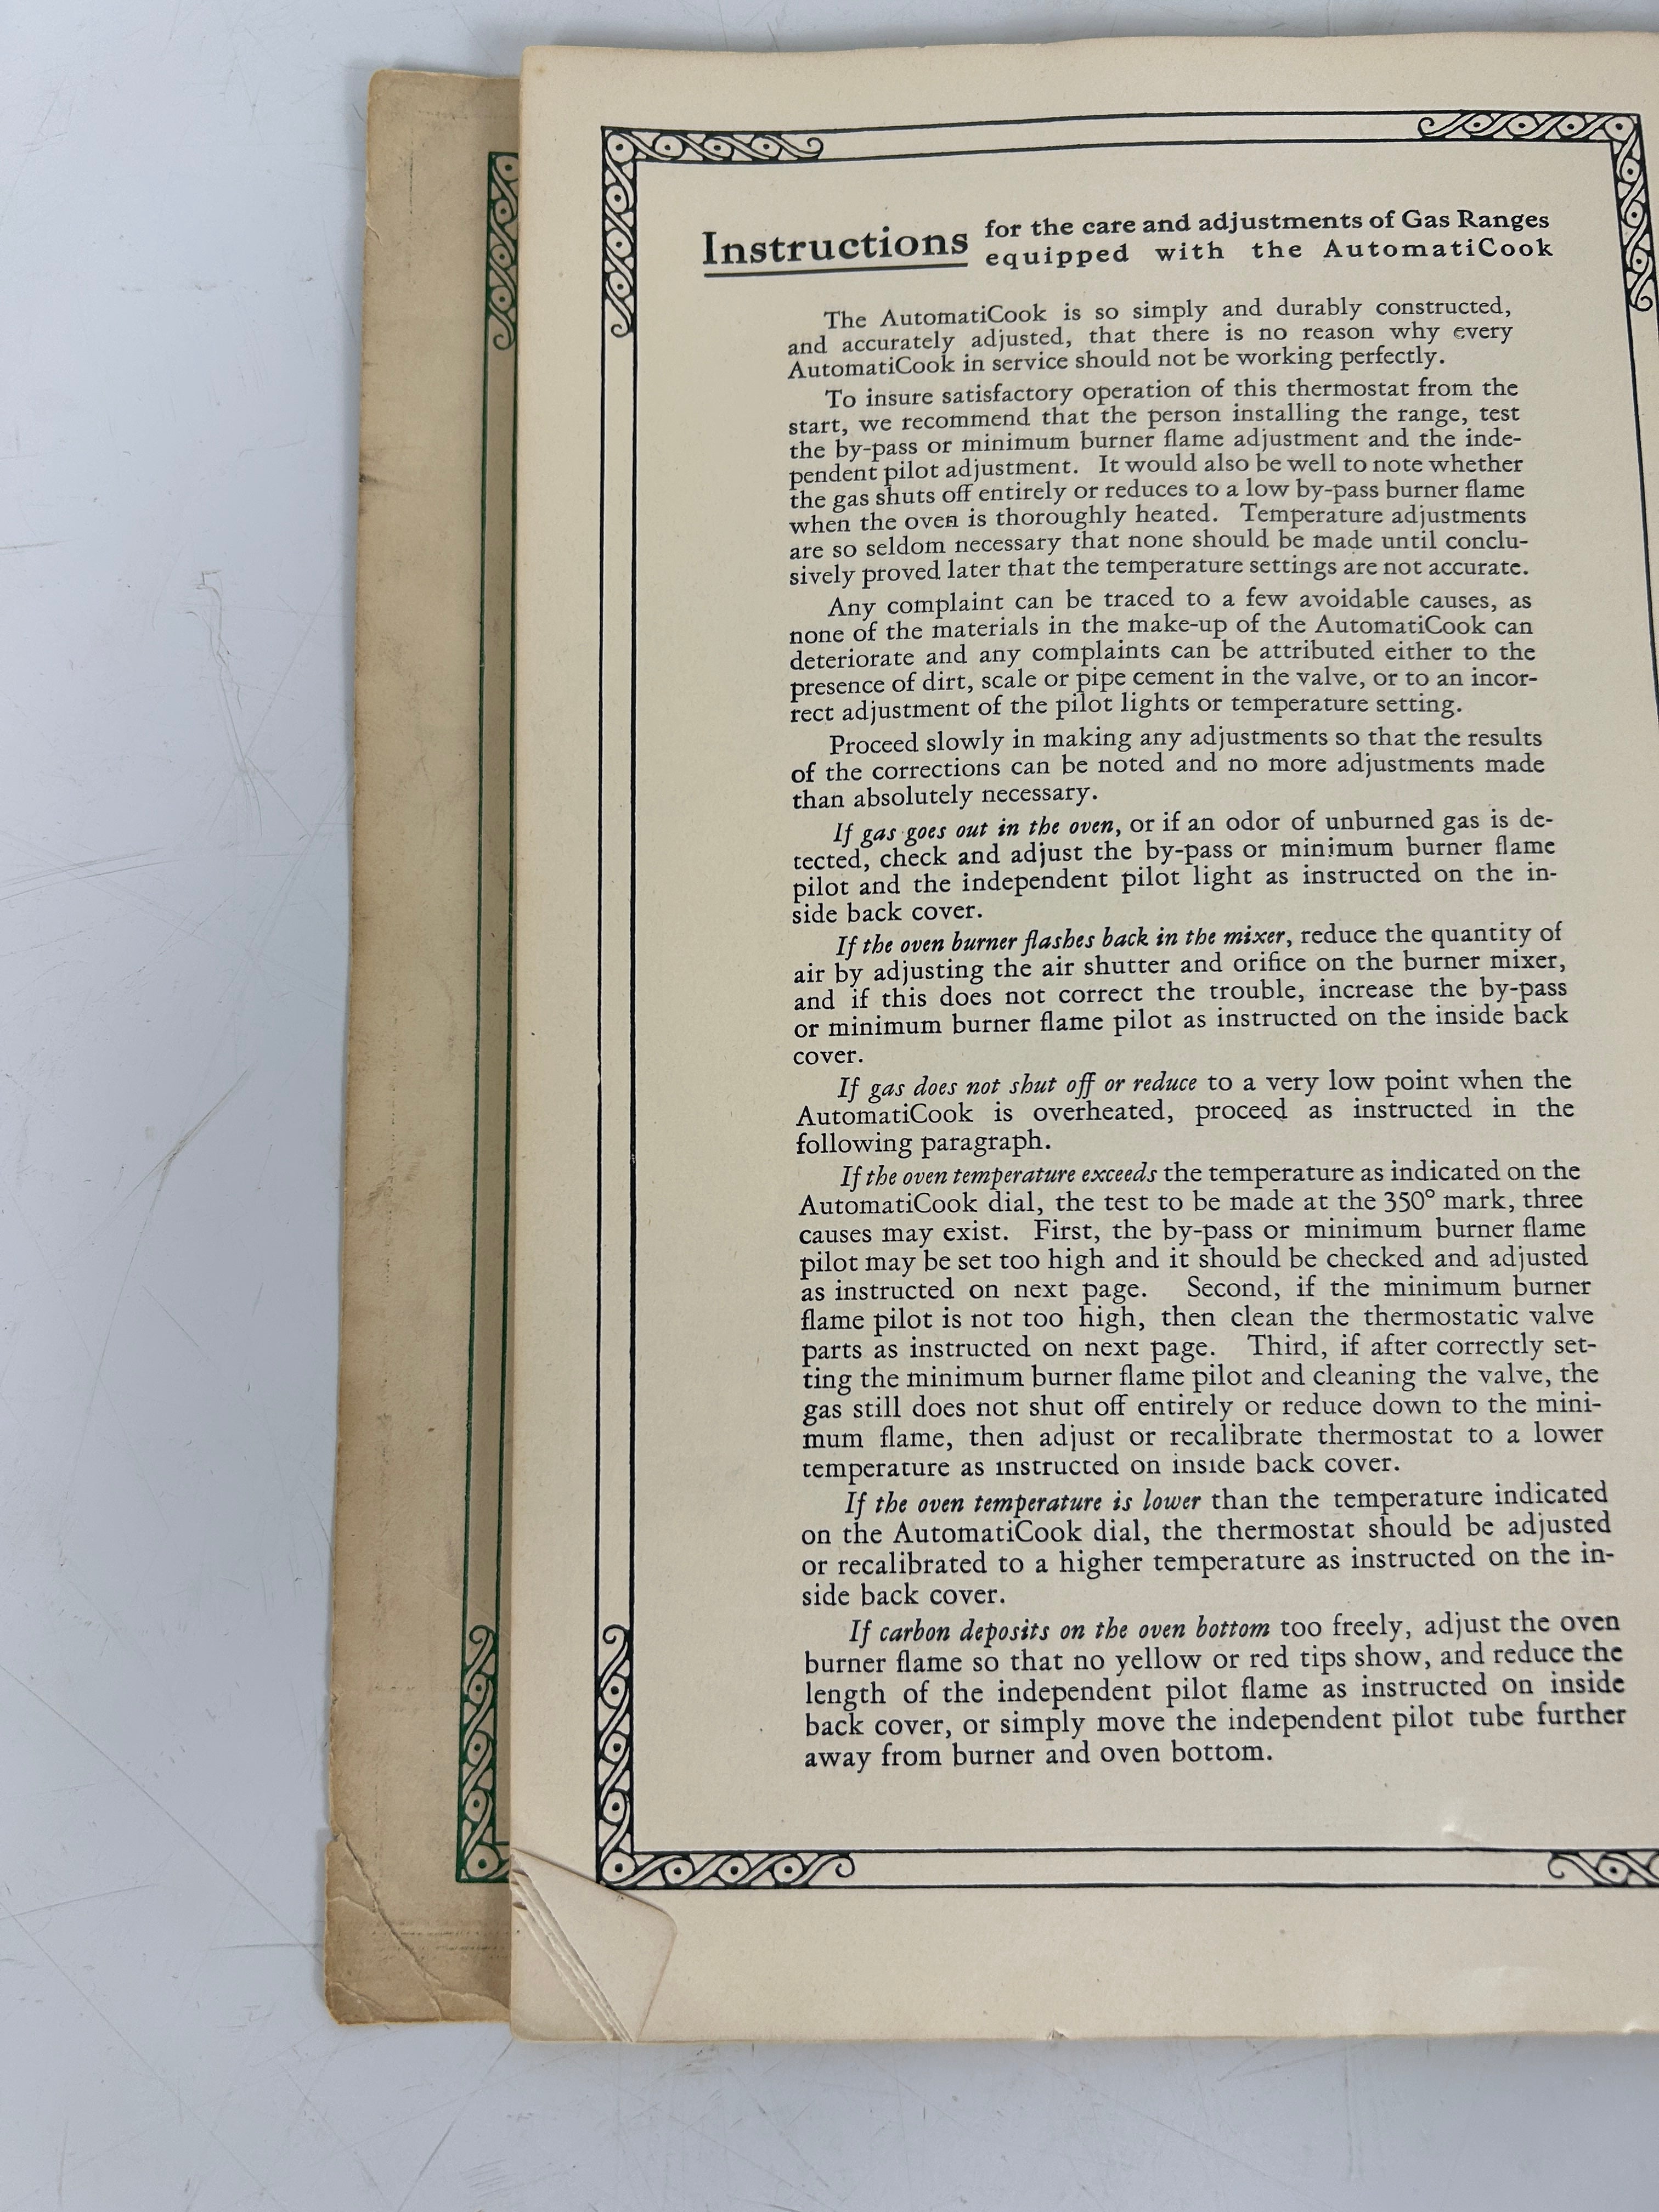 Instructions for the care and adjustments of Gas Ranges
equipped with the AutomatiCook
The AutomatiCook is so simply and durably constructed,
and accurately adjusted, that there is no reason why every
AutomatiCook in service should not be working perfectly.
To insure satisfactory operation of this thermostat from the
start, we recommend that the person installing the range, test
the by-pass or minimum burner flame adjustment and the inde-
pendent pilot adjustment. It would also be well to note whether
the gas shuts off entirely or reduces to a low by-pass burner flame
when the oven is thoroughly heated. Temperature adjustments
are so seldom necessary that none should be made until conclu-
sively proved later that the temperature settings are not accurate.
Any complaint can be traced to a few avoidable causes, as
none of the materials in the make-up of the AutomatiCook can
deteriorate and any complaints can be attributed either to the
presence of dirt, scale or pipe cement in the valve, or to an incor-
rect adjustment of the pilot lights or temperature setting.
Proceed slowly in making any adjustments so that the results
of the corrections can be noted and no more adjustments made
than absolutely necessary.
If gas goes out in the oven, or if an odor of unburned gas is de-
tected, check and adjust the by-pass or minimum burner flame
pilot and the independent pilot light as instructed on the in-
side back cover.
If the oven burner flashes back in the mixer, reduce the quantity of
air by adjusting the air shutter and orifice on the burner mixer,
and if this does not correct the trouble, increase the by-pass
or minimum burner flame pilot as instructed on the inside back
cover.
If gas does not shut off or reduce to a very low point when the
AutomatiCook is overheated, proceed as instructed in the
following paragraph.
If the oven temperature exceeds the temperature as indicated on the
AutomatiCook dial, the test to be made at the 350° mark, three
causes may exist. First, the by-pass or minimum burner flame
pilot may be set too high and it should be checked and adjusted
as instructed on next page. Second, if the minimum burner
flame pilot is not too high, then clean the thermostatic valve
parts as instructed on next page. Third, if after correctly set-
ting the minimum burner flame pilot and cleaning the valve, the
gas still does not shut off entirely or reduce down to the mini-
mum flame, then adjust or recalibrate thermostat to a lower
temperature as instructed on inside back cover.
If the oven temperature is lower than the temperature indicated
on the AutomatiCook dial, the thermostat should be adjusted
or recalibrated to a higher temperature as instructed on the in-
side back cover.
If carbon deposits on the oven bottom too freely, adjust the oven
burner flame so that no yellow or red tips show, and reduce the
length of the independent pilot flame as instructed on inside
back cover, or simply move the independent pilot tube further
away from burner and oven bottom.